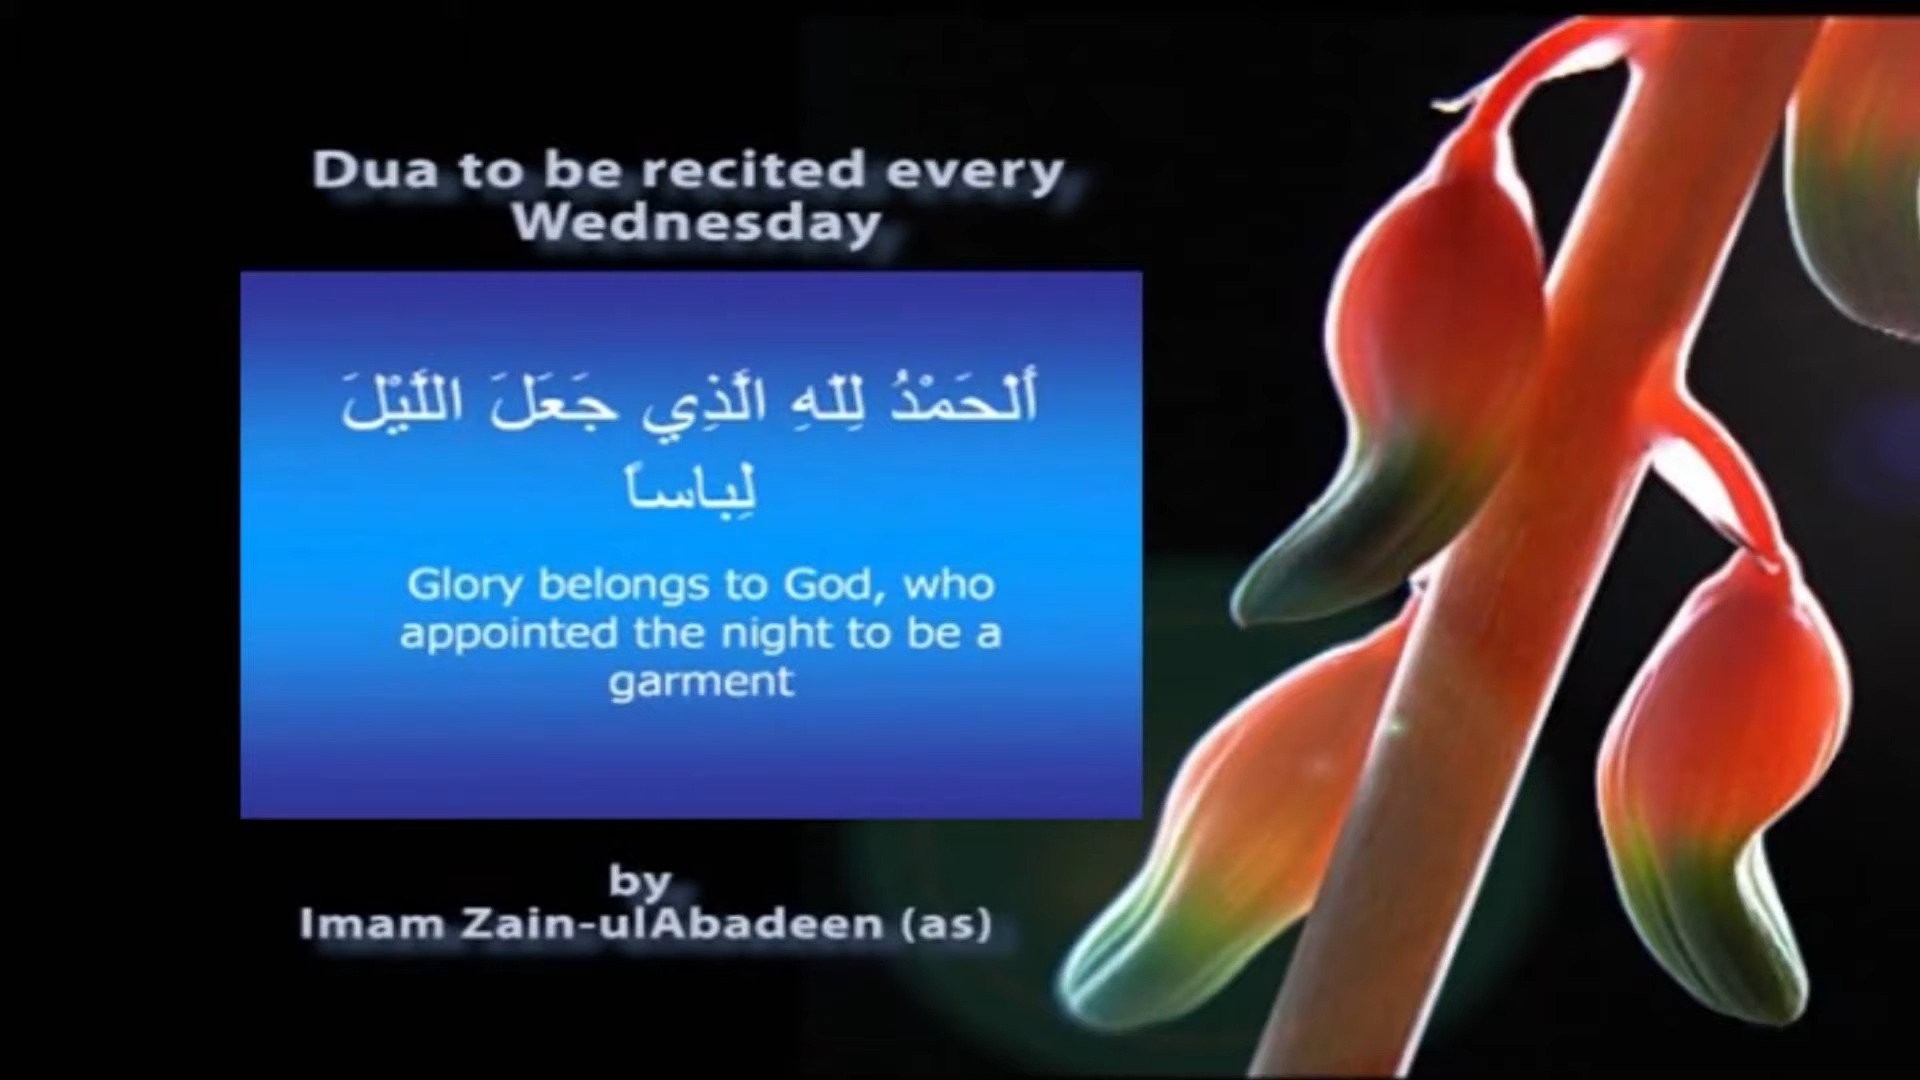 Dua to be recited every
Wednesday
أَلْحَمْدُ لِلّهِ الَّذِي جَعَلَ اللَّيْلَ
لِباساً
Glory belongs to God, who
appointed the night to be a
garment
by
Imam Zain-ulAbadeen (as)